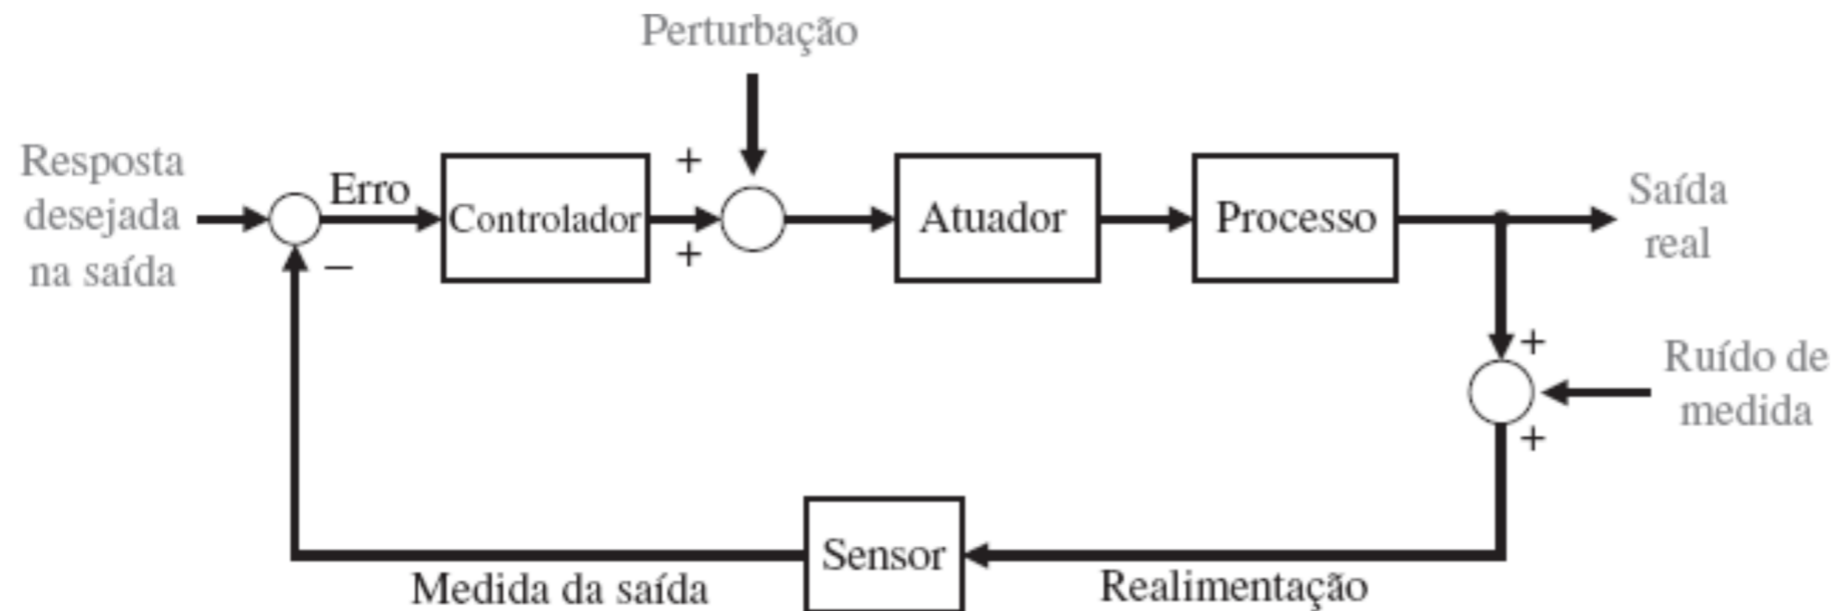 Perturbação
Resposta
desejada
na saída
Erro
+
+
−
Controlador
Atuador
Processo
Saída
real
+
+
Ruído de
medida
Sensor
Medida da saída
Realimentação